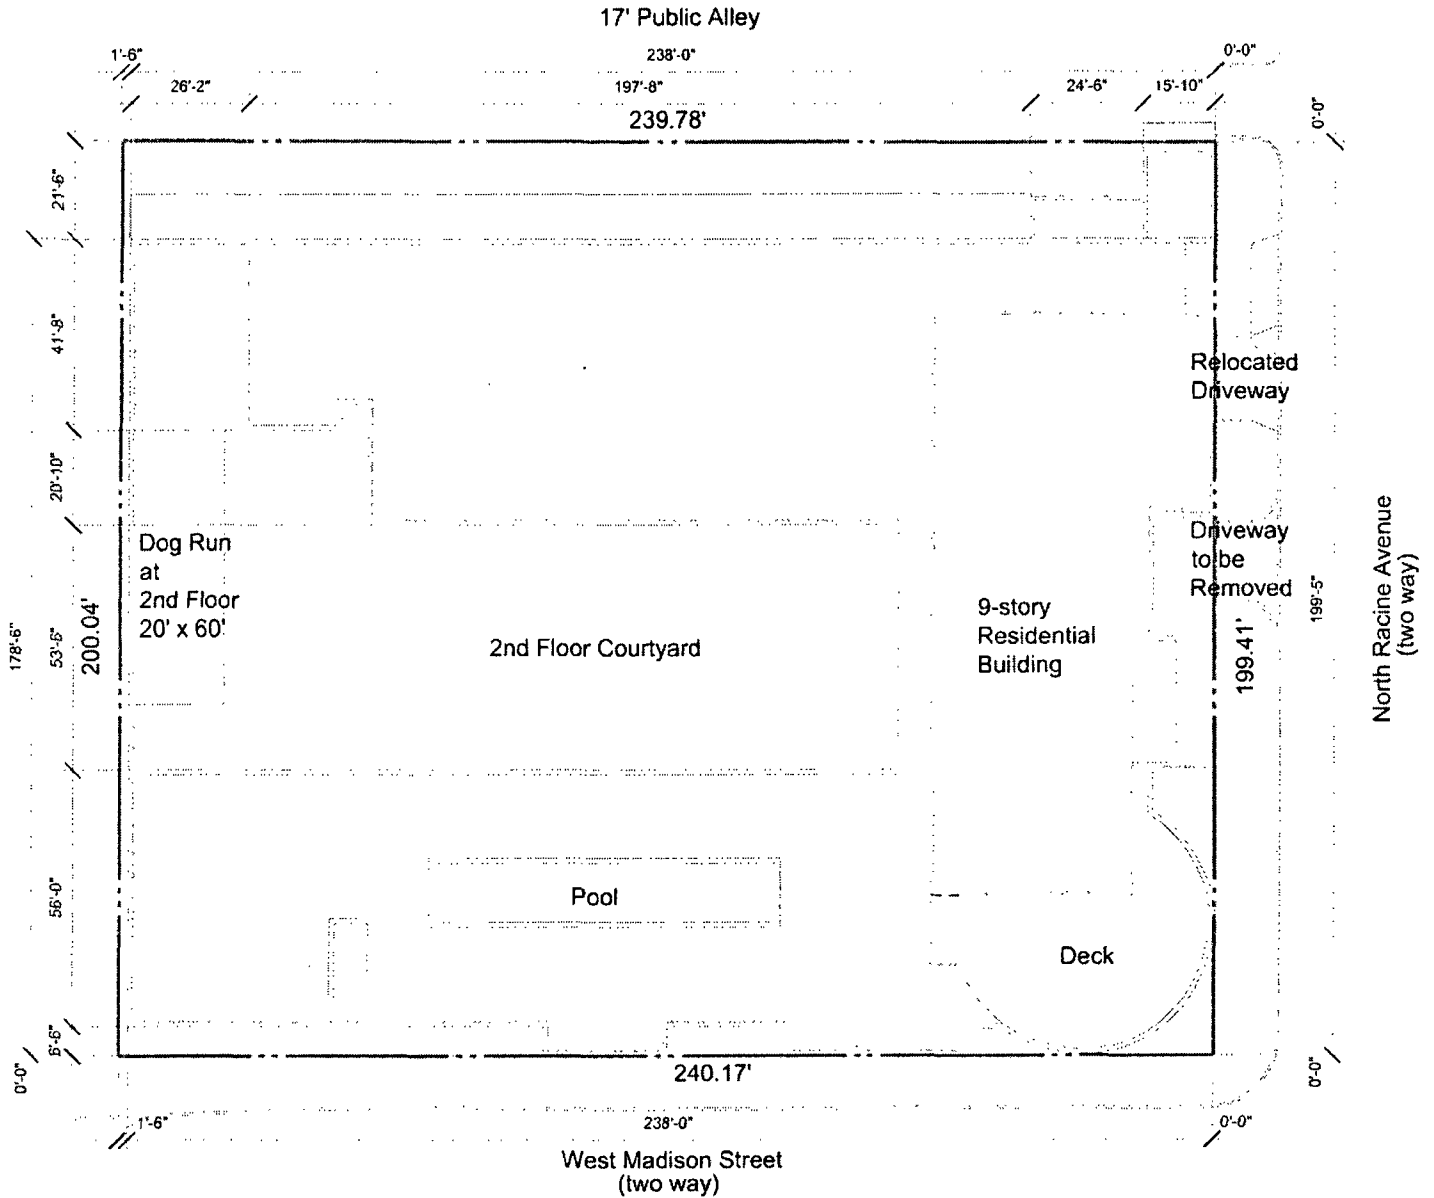 17' Public Alley
1'-6"
238'-0"
0'-0"
26'-2"
197'-8"
24'-6"
15'-10"
239.78'
0'-0"
21'-6"
41'-8"
Relocated
Driveway
20'-10"
Dog Run
at
2nd Floor
20' x 60'
Driveway
to be
Removed
178'-6"
53'-6"
200.04'
2nd Floor Courtyard
9-story
Residential
Building
199.41'
199'-5"
North Racine Avenue
(two way)
56'-0"
Pool
Deck
6'-6"
0'-0"
0'-0"
240.17'
1'-6"
238'-0"
0'-0"
West Madison Street
(two way)